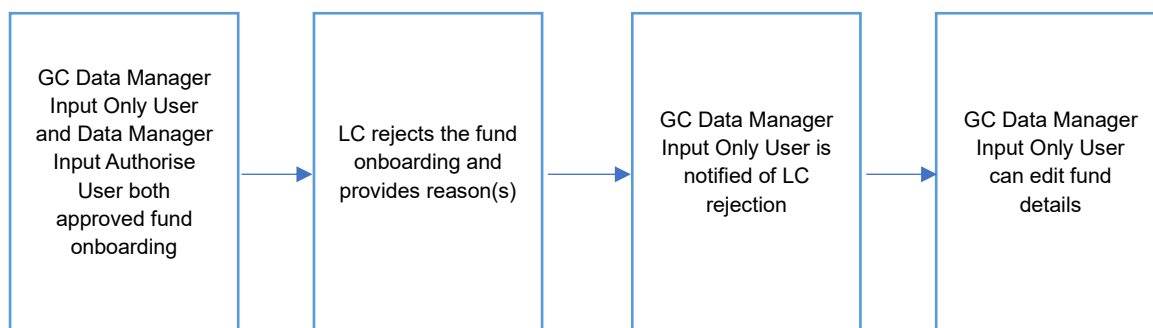 GC Data Manager
Input Only User
and Data Manager
Input Authorise
User both
approved fund
onboarding
LC rejects the fund
onboarding and
provides reason(s)
GC Data Manager
Input Only User is
notified of LC
rejection
GC Data Manager
Input Only User
can edit fund
details